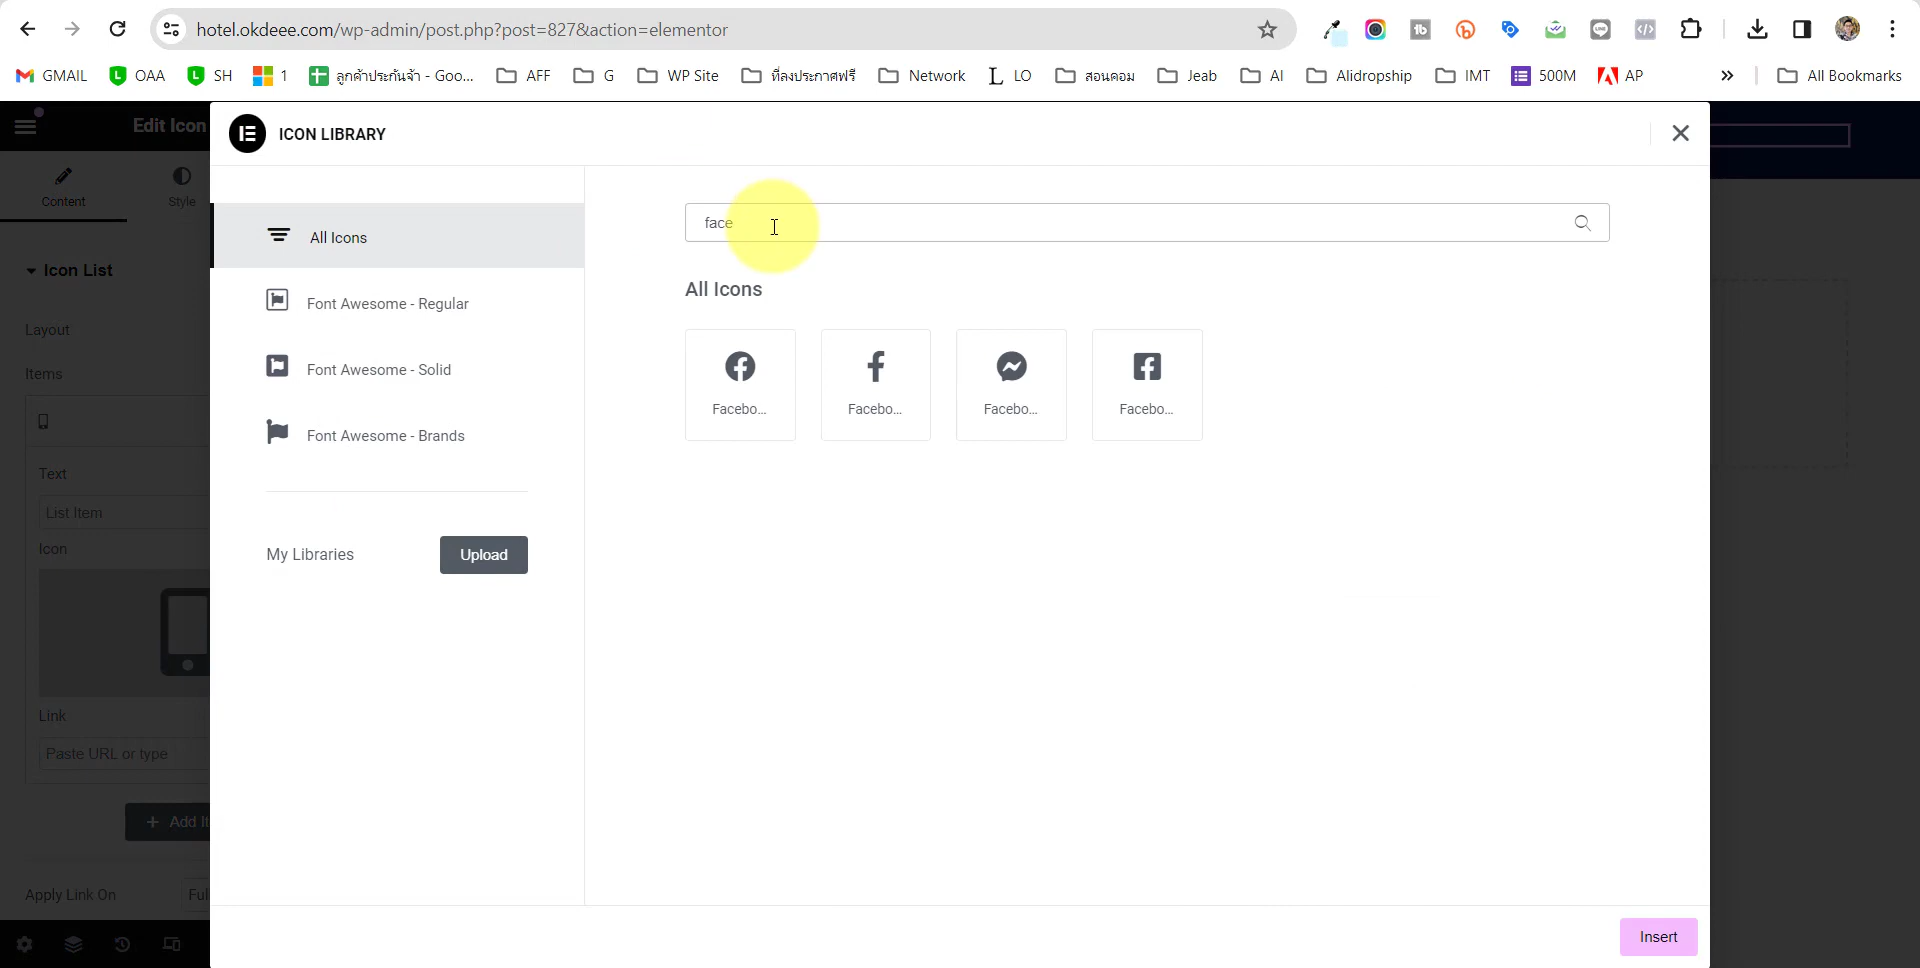 hotel.okdeee.com/wp-admin/post.php?post=827&action=elementor
GMAIL OAA SH 1 ลูกค้าประกันจ้า - Goo... AFF G WP Site ที่ลงประกาศฟรี Network LO สอนคอม Jeab AI Alidropship IMT 500M AP » All Bookmarks
Edit Icon
ICON LIBRARY
Content
Style
face
All Icons
Font Awesome - Regular
Font Awesome - Solid
Font Awesome - Brands
My Libraries
Upload
All Icons
Facebo...
Facebo...
Facebo...
Facebo...
Icon List
Layout
Items
Text
List Item
Icon
Link
Paste URL or type
+ Add It
Apply Link On
Ful
Insert